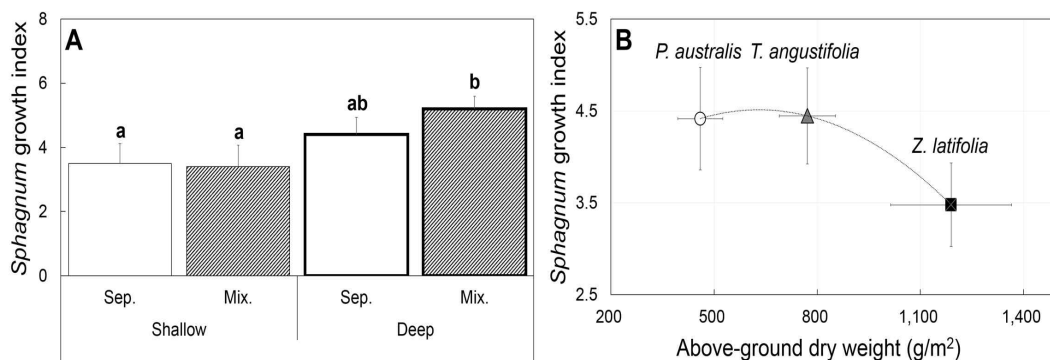 A
Sphagnum growth index
8
6
4
2
0
a
a
ab
b
Sep.
Mix.
Sep.
Mix.
Shallow
Deep
B
Sphagnum growth index
5.5
4.5
3.5
2.5
P. australis
T. angustifolia
Z. latifolia
200
500
800
1,100
1,400
Above-ground dry weight (g/m²)